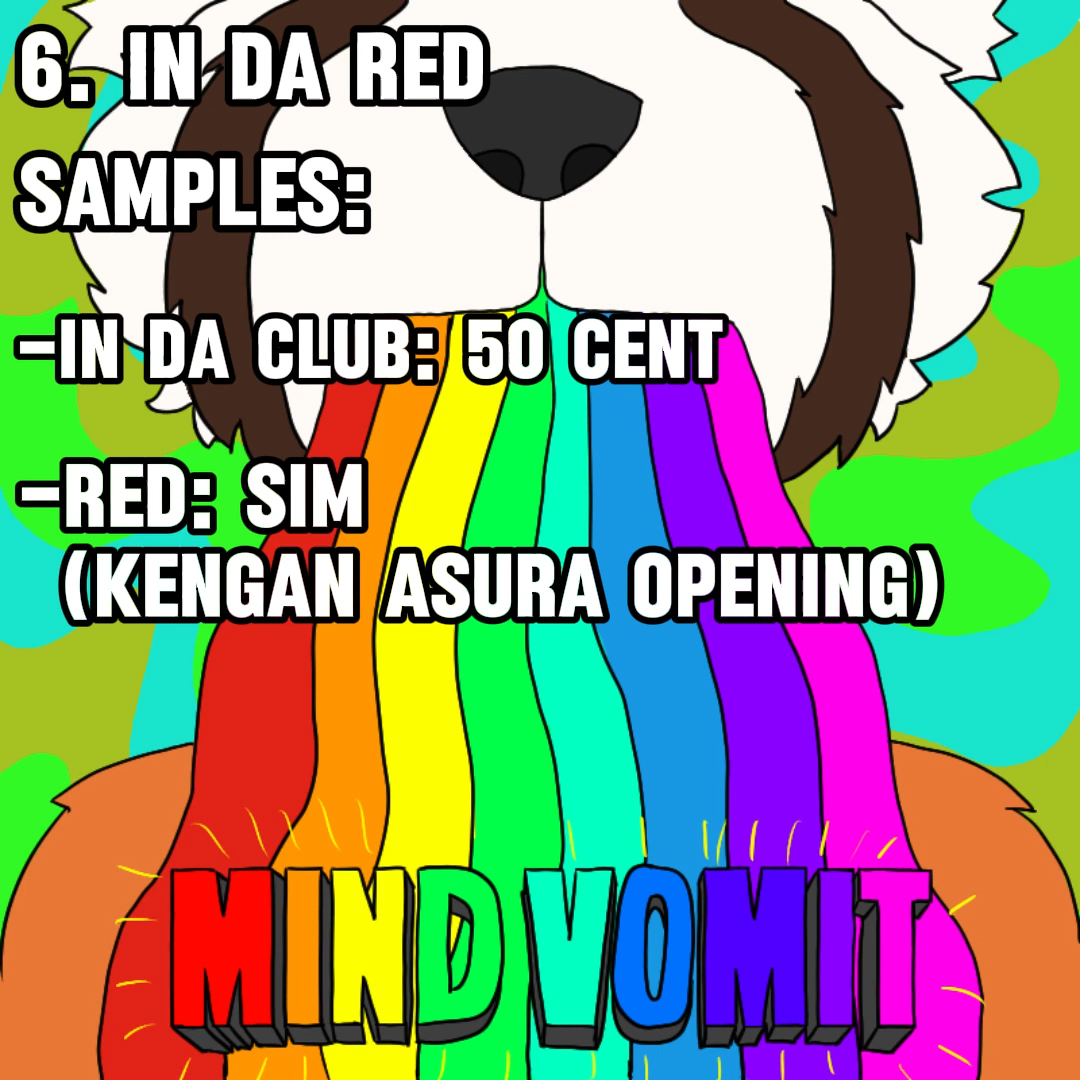 6. IN DA RED
SAMPLES:
-IN DA CLUB: 50 CENT
-RED: SIM
(KENGAN ASURA OPENING)
MIND VOMIT